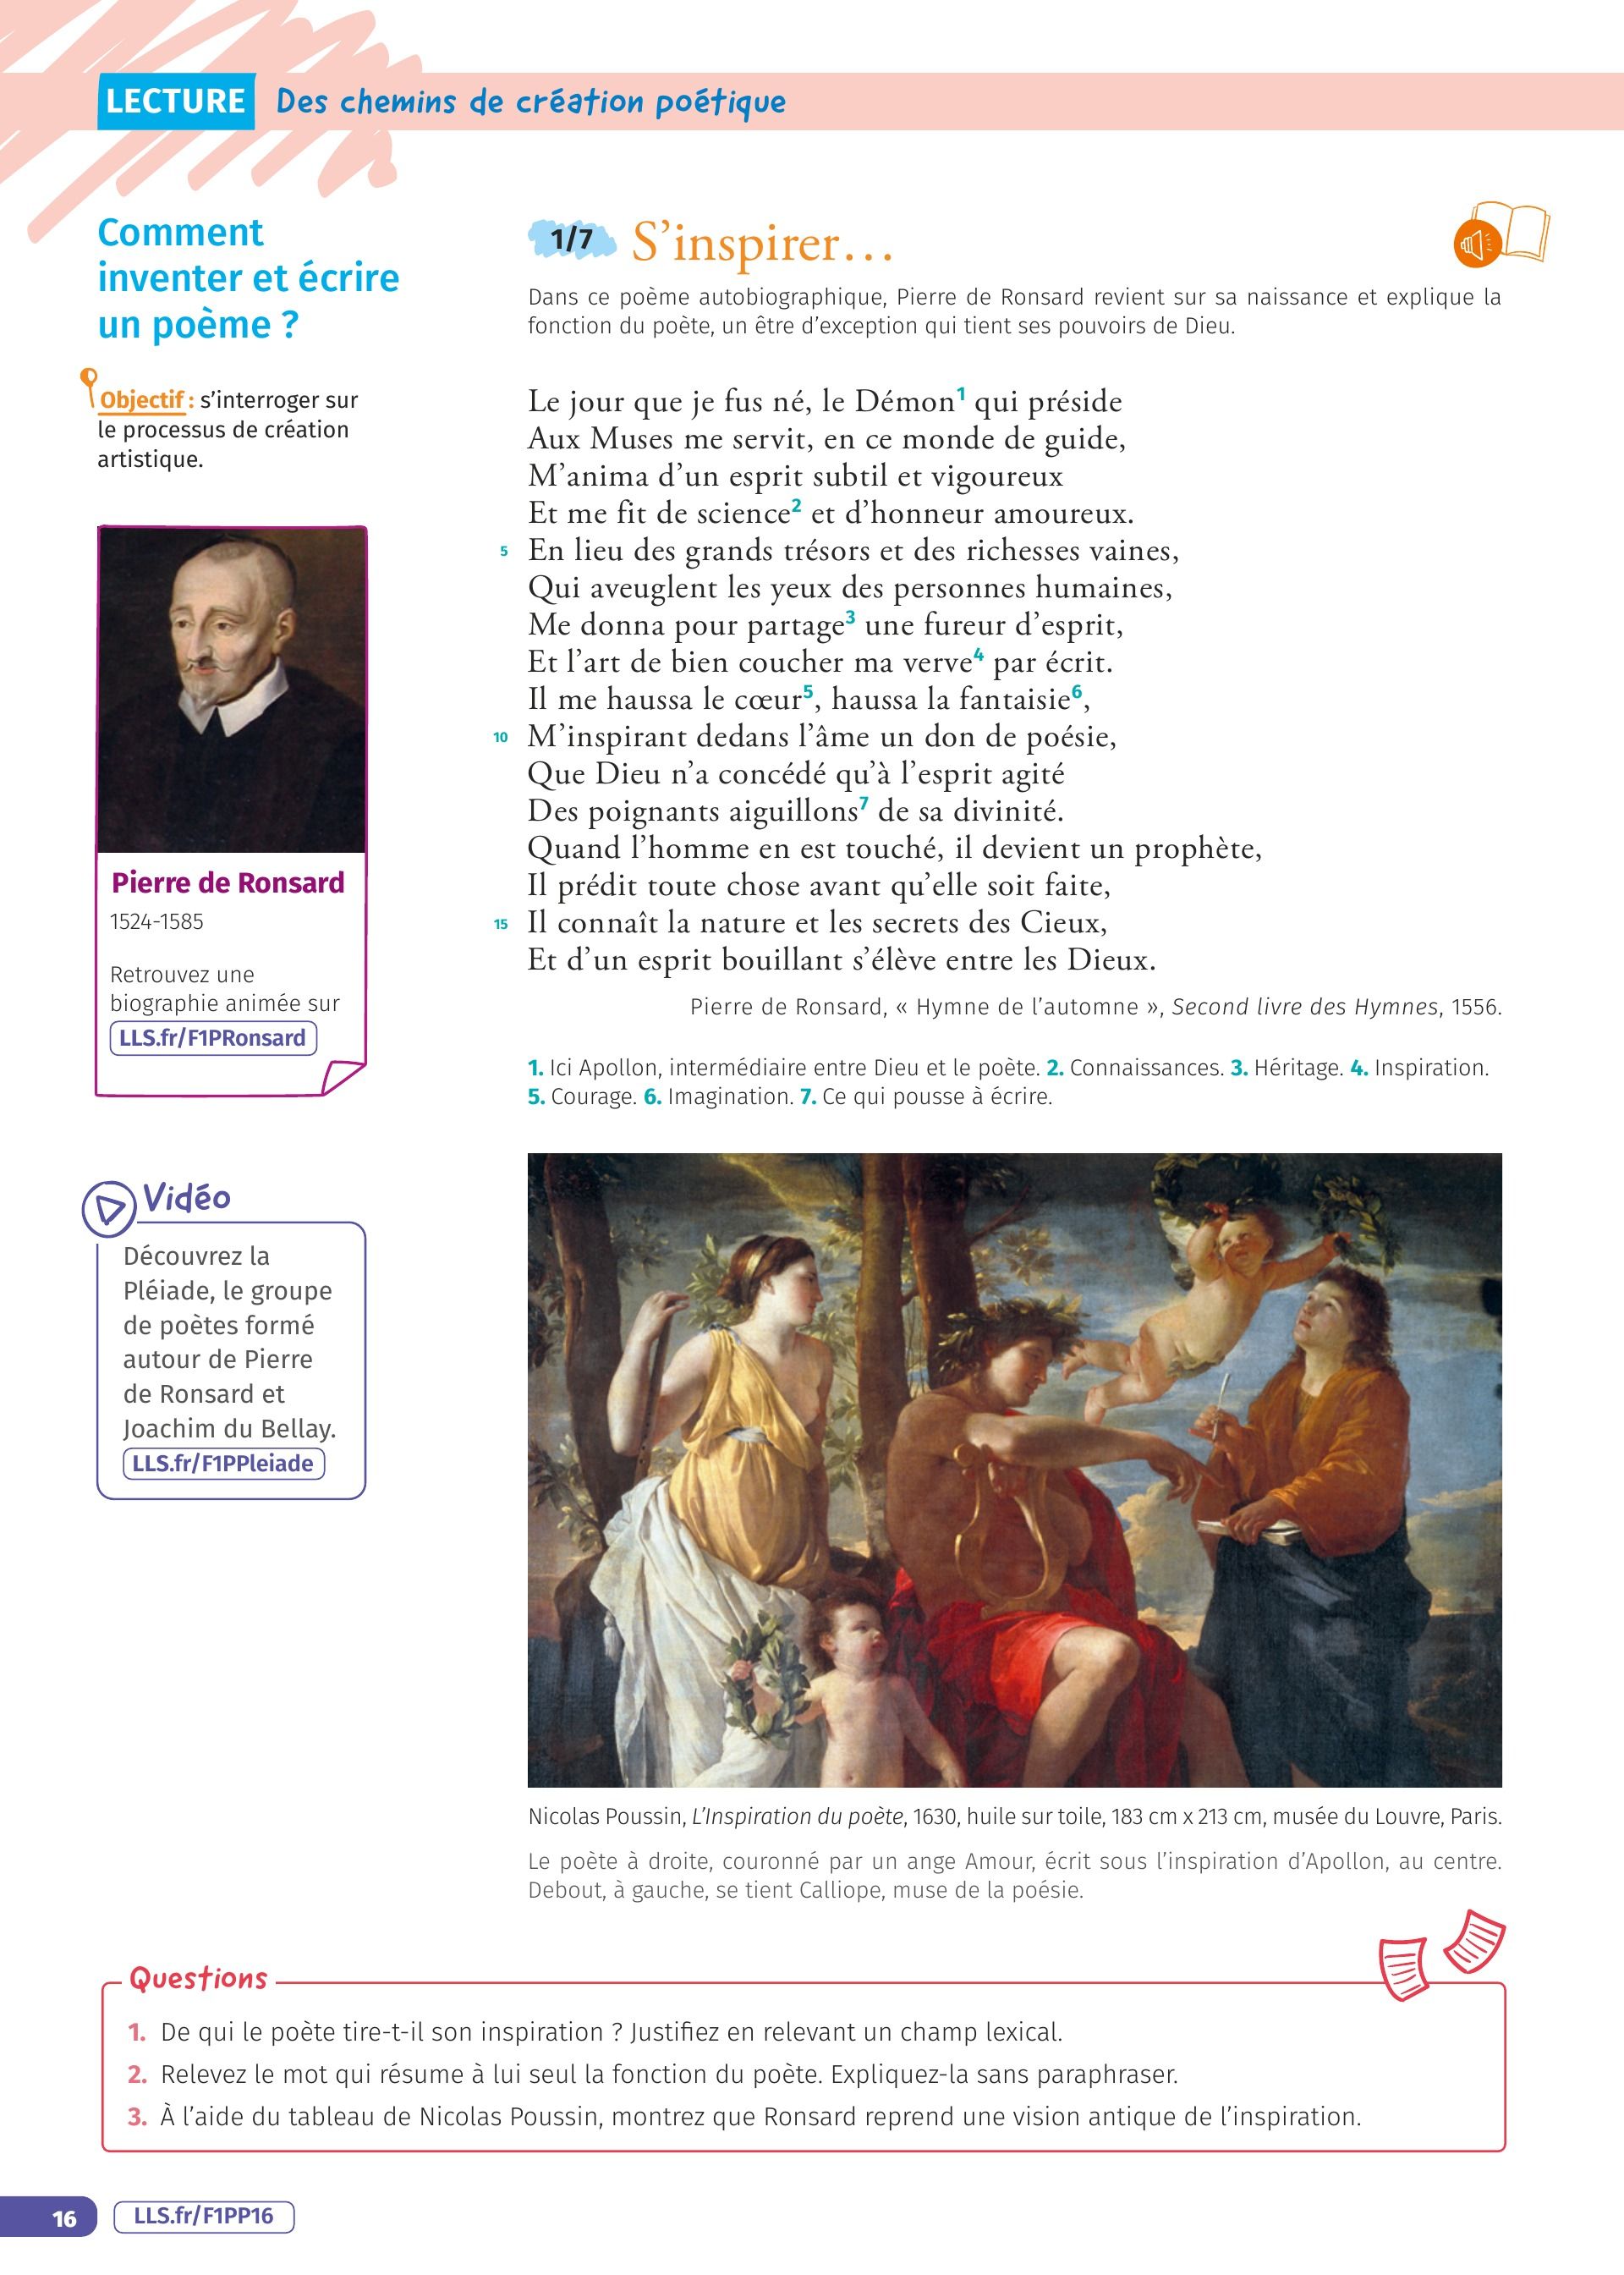 LECTURE Des chemins de création poétique
Comment
inventer et écrire
un poème ?
Objectif : s'interroger sur
le processus de création
artistique.
Pierre de Ronsard
1524-1585
Retrouvez une
biographie animée sur
LLS.fr/F1PRonsard
Vidéo
Découvrez la
Pléiade, le groupe
de poètes formé
autour de Pierre
de Ronsard et
Joachim du Bellay.
LLS.fr/F1PPleiade
1/7 S'inspirer…
Dans ce poème autobiographique, Pierre de Ronsard revient sur sa naissance et explique la
fonction du poète, un être d'exception qui tient ses pouvoirs de Dieu.
Le jour que je fus né, le Démon1 qui préside
Aux Muses me servit, en ce monde de guide,
M'anima d'un esprit subtil et vigoureux
Et me fit de science2 et d'honneur amoureux.
5 En lieu des grands trésors et des richesses vaines,
Qui aveuglent les yeux des personnes humaines,
Me donna pour partage3 une fureur d'esprit,
Et l'art de bien coucher ma verve4 par écrit.
Il me haussa le cœur5, haussa la fantaisie6,
10 M'inspirant dedans l'âme un don de poésie,
Que Dieu n'a concédé qu'à l'esprit agité
Des poignants aiguillons7 de sa divinité.
Quand l'homme en est touché, il devient un prophète,
Il prédit toute chose avant qu'elle soit faite,
15 Il connaît la nature et les secrets des Cieux,
Et d'un esprit bouillant s'élève entre les Dieux.
Pierre de Ronsard, « Hymne de l'automne », Second livre des Hymnes, 1556.
1. Ici Apollon, intermédiaire entre Dieu et le poète. 2. Connaissances. 3. Héritage. 4. Inspiration.
5. Courage. 6. Imagination. 7. Ce qui pousse à écrire.
Nicolas Poussin, L'Inspiration du poète, 1630, huile sur toile, 183 cm x 213 cm, musée du Louvre, Paris.
Le poète à droite, couronné par un ange Amour, écrit sous l'inspiration d'Apollon, au centre.
Debout, à gauche, se tient Calliope, muse de la poésie.
Questions
1. De qui le poète tire-t-il son inspiration ? Justifiez en relevant un champ lexical.
2. Relevez le mot qui résume à lui seul la fonction du poète. Expliquez-la sans paraphraser.
3. À l'aide du tableau de Nicolas Poussin, montrez que Ronsard reprend une vision antique de l'inspiration.
16 LLS.fr/F1PP16